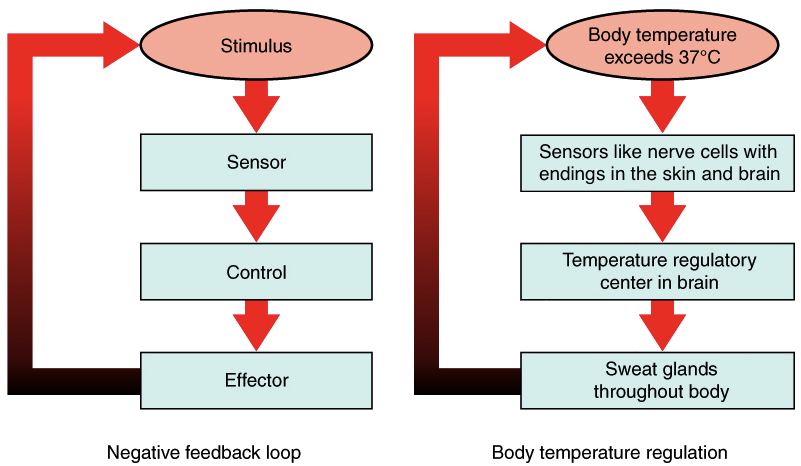 Stimulus
Sensor
Control
Effector
Negative feedback loop
Body temperature
exceeds 37°C
Sensors like nerve cells with
endings in the skin and brain
Temperature regulatory
center in brain
Sweat glands
throughout body
Body temperature regulation